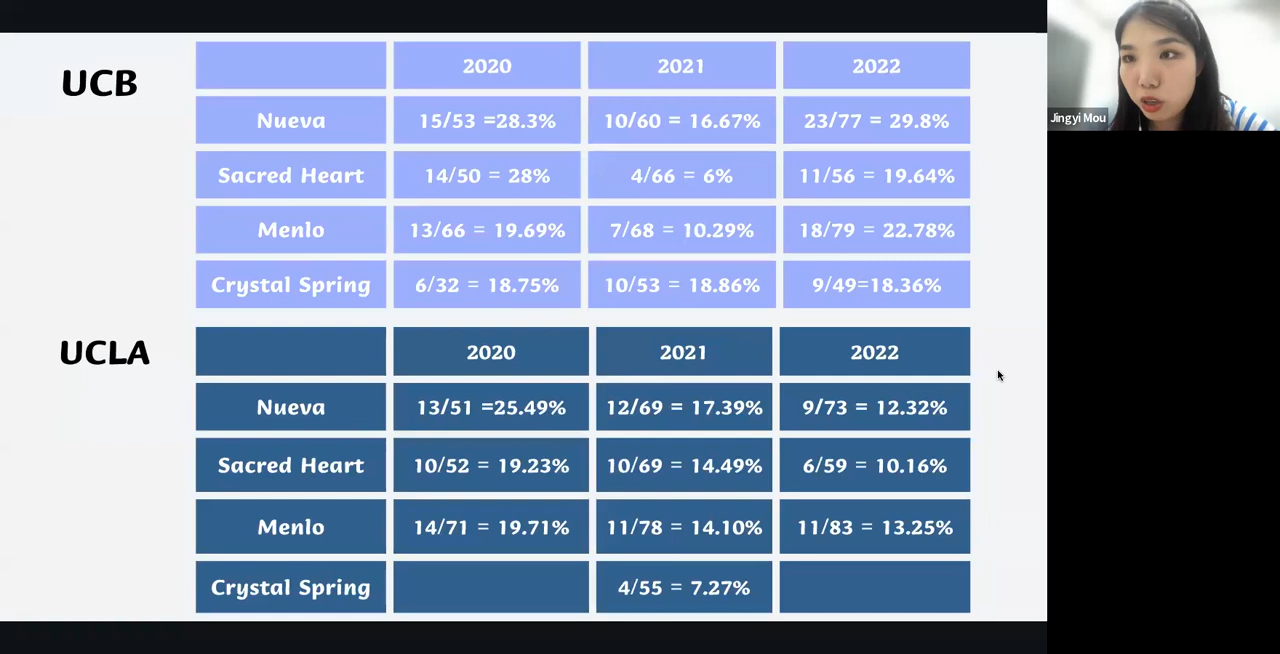 UCB
2020 2021 2022
Nueva 15/53 =28.3% 10/60 = 16.67% 23/77 = 29.8%
Sacred Heart 14/50 = 28% 4/66 = 6% 11/56 = 19.64%
Menlo 13/66 = 19.69% 7/68 = 10.29% 18/79 = 22.78%
Crystal Spring 6/32 = 18.75% 10/53 = 18.86% 9/49=18.36%
UCLA
2020 2021 2022
Nueva 13/51 =25.49% 12/69 = 17.39% 9/73 = 12.32%
Sacred Heart 10/52 = 19.23% 10/69 = 14.49% 6/59 = 10.16%
Menlo 14/71 = 19.71% 11/78 = 14.10% 11/83 = 13.25%
Crystal Spring 4/55 = 7.27%
Jingyi Mou